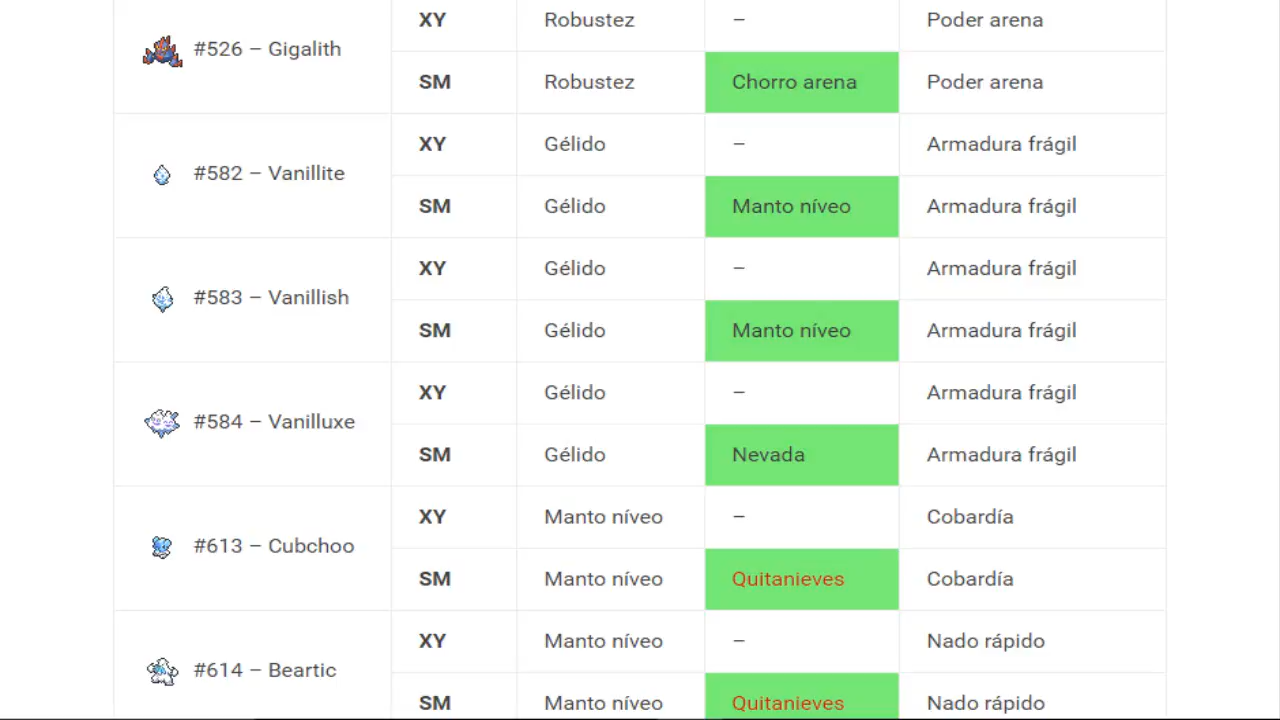 XY Robustez – Poder arena
#526 – Gigalith
SM Robustez Chorro arena Poder arena
XY Gélido – Armadura frágil
#582 – Vanillite
SM Gélido Manto níveo Armadura frágil
XY Gélido – Armadura frágil
#583 – Vanillish
SM Gélido Manto níveo Armadura frágil
XY Gélido – Armadura frágil
#584 – Vanilluxe
SM Gélido Nevada Armadura frágil
XY Manto níveo – Cobardía
#613 – Cubchoo
SM Manto níveo Quitanieves Cobardía
XY Manto níveo – Nado rápido
#614 – Beartic
SM Manto níveo Quitanieves Nado rápido